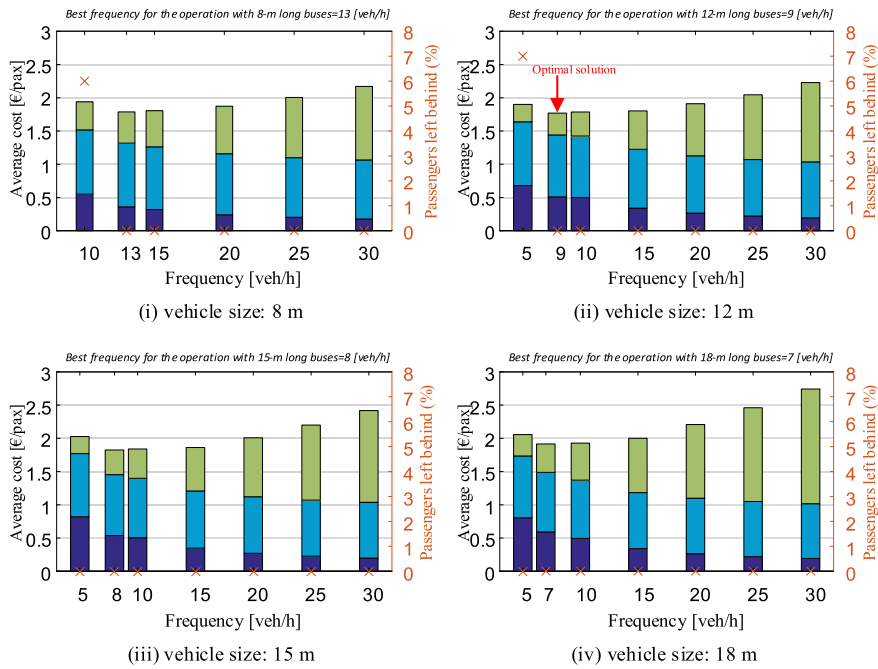 Best frequency for the operation with 8-m long buses=13 [veh/h]
Average cost [€/pax]
3
2.5
2
1.5
1
0.5
0
8
7
6
5
4
3
2
1
0
Passengers left behind (%)
10 13 15 20 25 30
Frequency [veh/h]
(i) vehicle size: 8 m
Best frequency for the operation with 12-m long buses=9 [veh/h]
Optimal solution
Average cost [€/pax]
3
2.5
2
1.5
1
0.5
0
8
7
6
5
4
3
2
1
0
Passengers left behind (%)
5 9 10 15 20 25 30
Frequency [veh/h]
(ii) vehicle size: 12 m
Best frequency for the operation with 15-m long buses=8 [veh/h]
Average cost [€/pax]
3
2.5
2
1.5
1
0.5
0
8
7
6
5
4
3
2
1
0
Passengers left behind (%)
5 8 10 15 20 25 30
Frequency [veh/h]
(iii) vehicle size: 15 m
Best frequency for the operation with 18-m long buses=7 [veh/h]
Average cost [€/pax]
3
2.5
2
1.5
1
0.5
0
8
7
6
5
4
3
2
1
0
Passengers left behind (%)
5 7 10 15 20 25 30
Frequency [veh/h]
(iv) vehicle size: 18 m